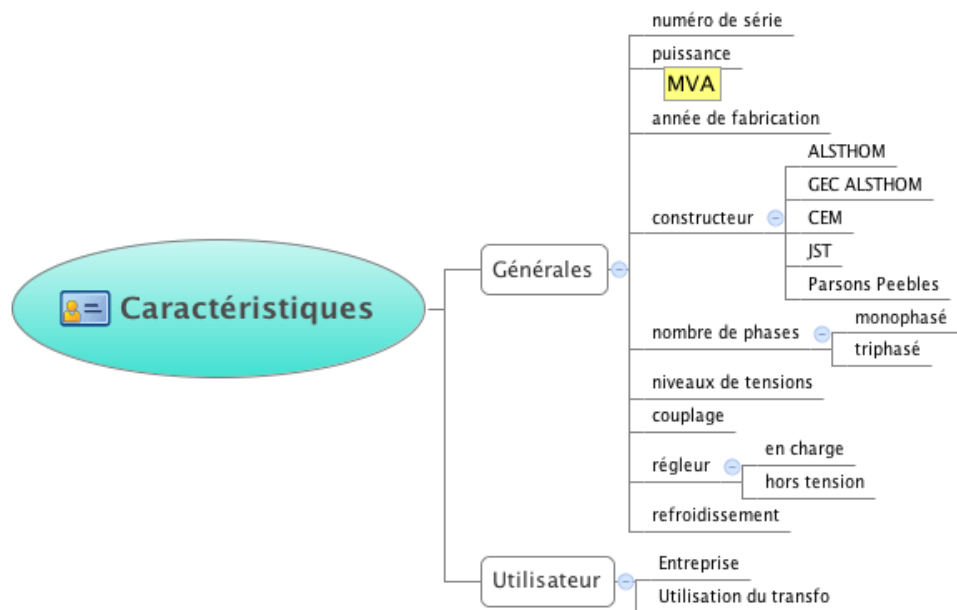 Caractéristiques
Générales
numéro de série
puissance
MVA
année de fabrication
constructeur
ALSTHOM
GEC ALSTHOM
CEM
JST
Parsons Peebles
nombre de phases
monophasé
triphasé
niveaux de tensions
couplage
régleur
en charge
hors tension
refroidissement
Utilisateur
Entreprise
Utilisation du transfo